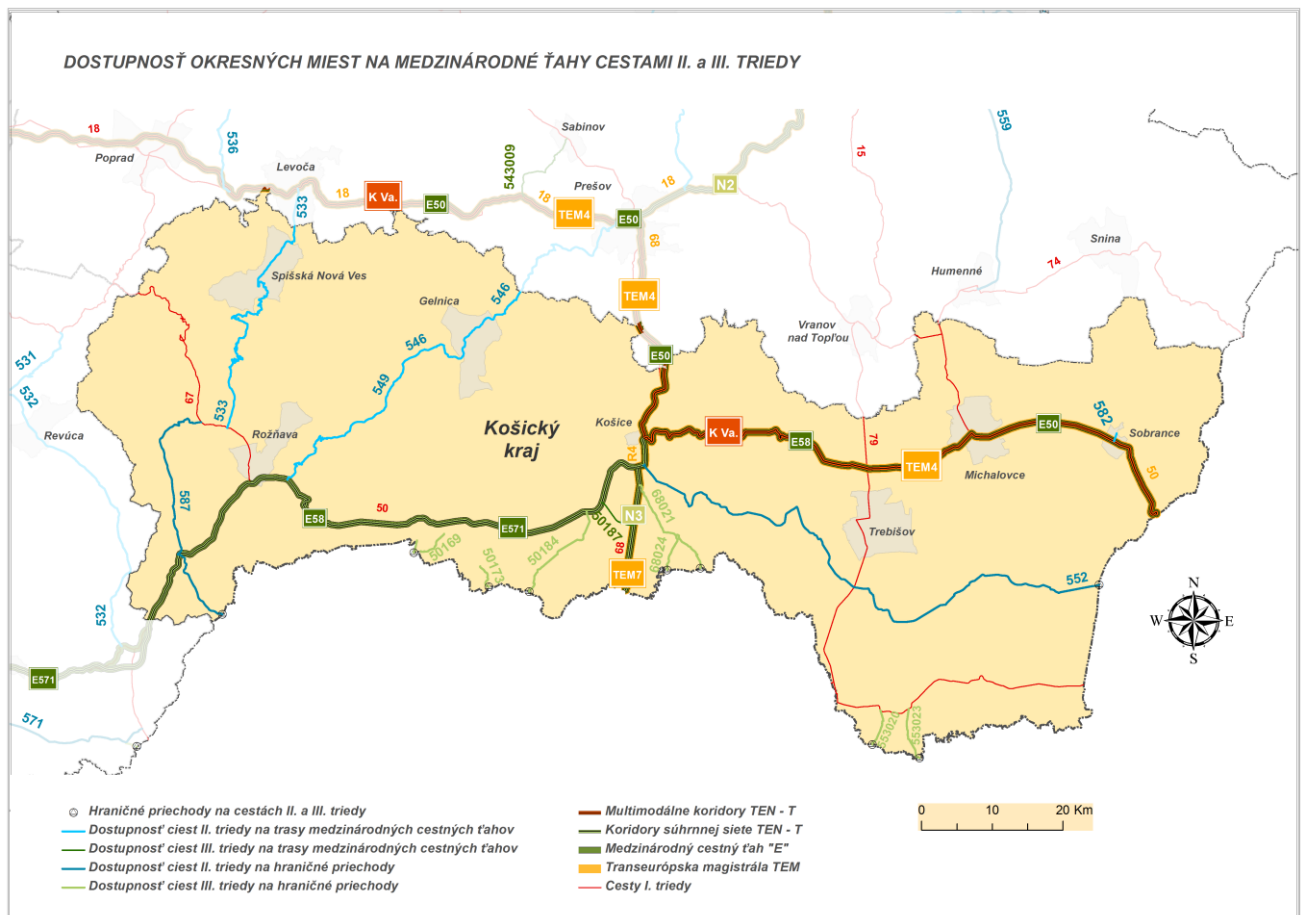 DOSTUPNOSŤ OKRESNÝCH MIEST NA MEDZINÁRODNÉ ŤAHY CESTAMI II. a III. TRIEDY
18
Poprad
536
Levoča
533
18
K Va.
E50
543009
Sabinov
Prešov
18
TEM4
E50
18
N2
68
15
559
Snina
74
Humenné
Spišská Nová Ves
Gelnica
546
546
549
TEM4
E50
Vranov
nad Topľou
531
532
Revúca
67
533
Rožňava
Košický
kraj
Košice
R4
K Va.
E58
79
TEM4
Michalovce
E50
582
Sobrance
50
587
E58
50
E571
50187
N3
68021
68024
68
TEM7
50169
50173
50184
Trebišov
552
532
E571
571
553020
553023
N
W
E
S
Hraničné priechody na cestách II. a III. triedy
Dostupnosť ciest II. triedy na trasy medzinárodných cestných ťahov
Dostupnosť ciest III. triedy na trasy medzinárodných cestných ťahov
Dostupnosť ciest II. triedy na hraničné priechody
Dostupnosť ciest III. triedy na hraničné priechody
Multimodálne koridory TEN - T
Koridory súhrnnej siete TEN - T
Medzinárodný cestný ťah "E"
Transeurópska magistrála TEM
Cesty I. triedy
0 10 20 Km